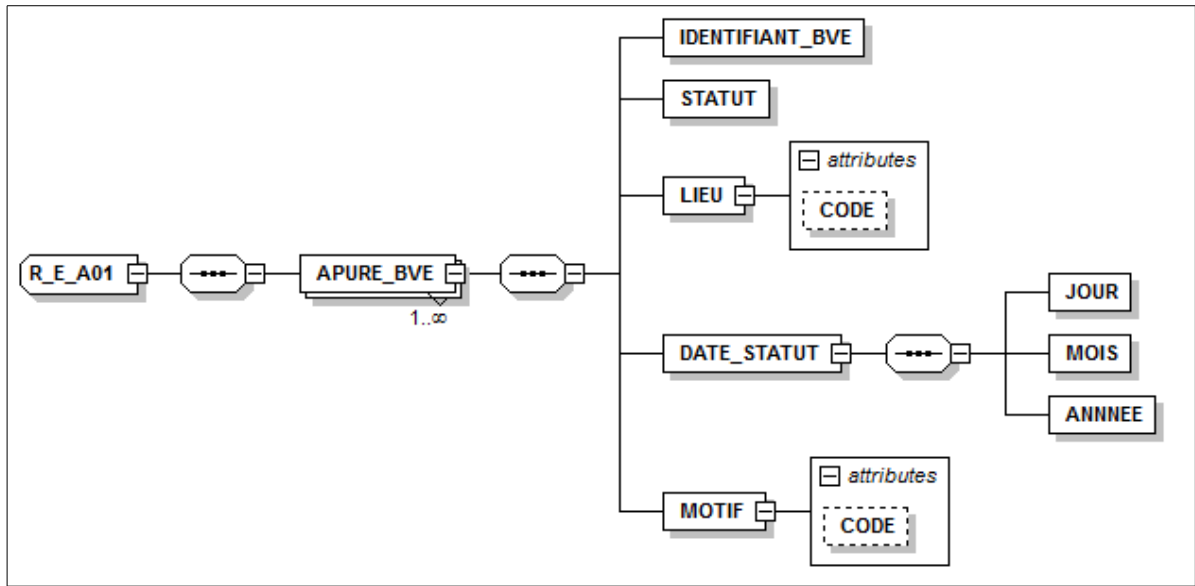 IDENTIFIANT_BVE
STATUT
attributes
LIEU
CODE
R_E_A01
APURE_BVE
1..∞
JOUR
DATE_STATUT
MOIS
ANNNEE
attributes
MOTIF
CODE